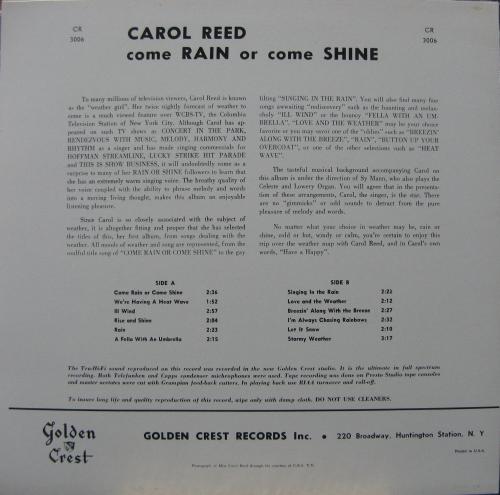 CR
3006
CAROL REED
come RAIN or come SHINE
CR
3006
To many millions of television viewers, Carol Reed is known
as the "weather girl". Her twice nightly forecast of weather to
come is a much viewed feature over WCBS-TV, the Columbia
Television Station of New York City. Although Carol has ap-
peared on such TV shows as CONCERT IN THE PARK,
RENDEZVOUS WITH MUSIC, MELODY, HARMONY AND
RHYTHM as a singer and has made singing commercials for
HOFFMAN STREAMLINE, LUCKY STRIKE HIT PARADE
and THIS IS SHOW BUSINESS, it will undoubtedly come as a
surprise to many of her RAIN OR SHINE followers to learn that
she has an extremely warm singing voice. The breathy quality of
her voice coupled with the ability to phrase melody and words
into a moving living thought, makes this album an enjoyable
listening pleasure.
Since Carol is so closely associated with the subject of
weather, it is altogether fitting and proper that she has selected
the titles of this, her first album, from songs dealing with the
weather. All moods of weather and song are represented, from the
soulful title song of "COME RAIN OR COME SHINE" to the gay
tilting "SINGING IN THE RAIN". You will also find many fine
songs awaiting "rediscovery" such as the haunting and melan-
choly "ILL WIND" or the bouncy "FELLA WITH AN UM-
BRELLA". "LOVE AND THE WEATHER" may be your choice
favorite or you may savor one of the "oldies" such as "BREEZIN'
ALONG WITH THE BREEZE", "RAIN", "BUTTON UP YOUR
OVERCOAT", or one of the other selections such as "HEAT
WAVE".
The tasteful musical background accompanying Carol on
this album is under the direction of Sy Mann, who also plays the
Celeste and Lowery Organ. You will agree that in the presenta-
tion of these arrangements, Carol, the singer, is the star. There
are no "gimmicks" or odd sounds to detract from the pure
pleasure of melody and words.
No matter what your choice in weather may be, rain or
shine, cold or hot, windy or calm, you're certain to enjoy this
trip over the weather map with Carol Reed, and in Carol's own
words, "Have a Happy".
SIDE A
Come Rain or Come Shine 2:36
We're Having A Heat Wave 1:52
Ill Wind 2:57
Rise and Shine 2:04
Rain 2:23
A Fella With An Umbrella 2:15
SIDE B
Singing In the Rain 2:22
Love and the Weather 2:12
Breezin' Along With the Breeze 2:27
I'm Always Chasing Rainbows 2:32
Let It Snow 2:10
Stormy Weather 3:17
The Tru-HiFi sound reproduced on this record was recorded in the new Golden Crest studio. It is the ultimate in full spectrum
recording. Both Telefunken and Capps condensor michrophones were used. Tape recording was done on Presto Studio tape consoles
and master acetates were cut with Grampian feed-back cutters. In playing back use RIAA turnover and roll-off.
To insure long life and quality reproduction of this record, wipe only with damp cloth. DO NOT USE CLEANERS.
Golden
Crest
GOLDEN CREST RECORDS Inc. • 220 Broadway, Huntington Station, N. Y
Printed in U.S.A.
Photograph of Miss Carol Reed through the courtesy of C.B.S. T.V.